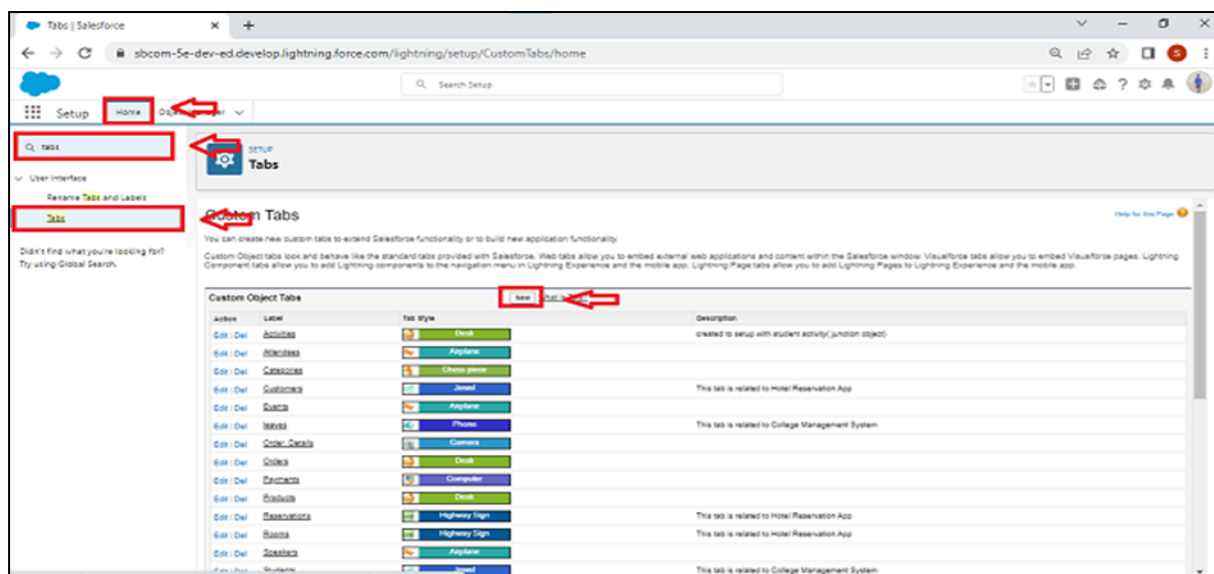 Tabs | Salesforce
sbcom-5e-dev-ed.develop.lightning.force.com/lightning/setup/CustomTabs/home
S
Search Setup
Setup Home Object Manager
tabs
User Interface
Rename Tabs and Labels
Tabs
Didn't find what you're looking for?
Try using Global Search.
SETUP
Tabs
Custom Tabs
Help for this Page
You can create new custom tabs to extend Salesforce functionality or to build new application functionality.
Custom Object tabs look and behave like the standard tabs provided with Salesforce. Web tabs allow you to embed external web applications and content within the Salesforce window. Visualforce tabs allow you to embed Visualforce pages. Lightning
Component tabs allow you to add Lightning components to the navigation menu in Lightning Experience and the mobile app. Lightning Page tabs allow you to add Lightning Pages to Lightning Experience and the mobile app.
Custom Object Tabs New What Is This?
Action Label Tab Style Description
Edit | Del Activities Desk created to setup with student activity( junction object)
Edit | Del Attendees Airplane
Edit | Del Categories Chess piece
Edit | Del Customers Jewel This tab is related to Hotel Reservation App
Edit | Del Events Airplane
Edit | Del leaves Phone This tab is related to College Management System
Edit | Del Order_Details Camera
Edit | Del Orders Desk
Edit | Del Payments Computer
Edit | Del Products Desk
Edit | Del Reservations Highway Sign This tab is related to Hotel Reservation App
Edit | Del Rooms Highway Sign This tab is related to Hotel Reservation App
Edit | Del Speakers Airplane
Edit | Del Students Jewel This tab is related to College Management System